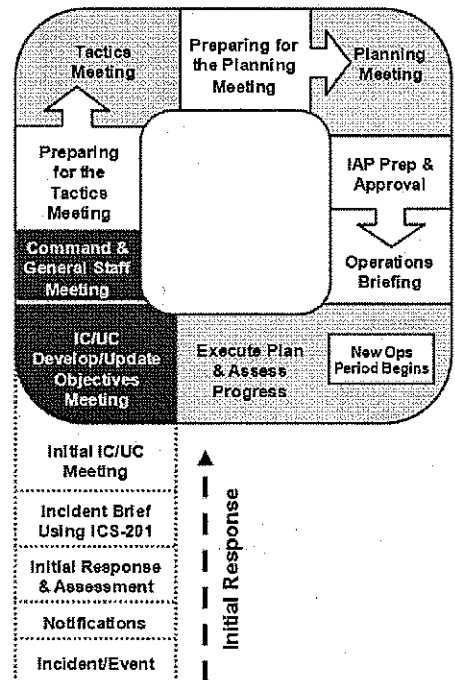 Tactics
Meeting
Preparing for
the Planning
Meeting
Planning
Meeting
Preparing
for the
Tactics
Meeting
IAP Prep &
Approval
Command &
General Staff
Meeting
Operations
Briefing
IC/UC
Develop/Update
Objectives
Meeting
Execute Plan
& Assess
Progress
New Ops
Period Begins
Initial IC/UC
Meeting
Incident Brief
Using ICS-201
Initial Response
& Assessment
Notifications
Incident/Event
Initial Response